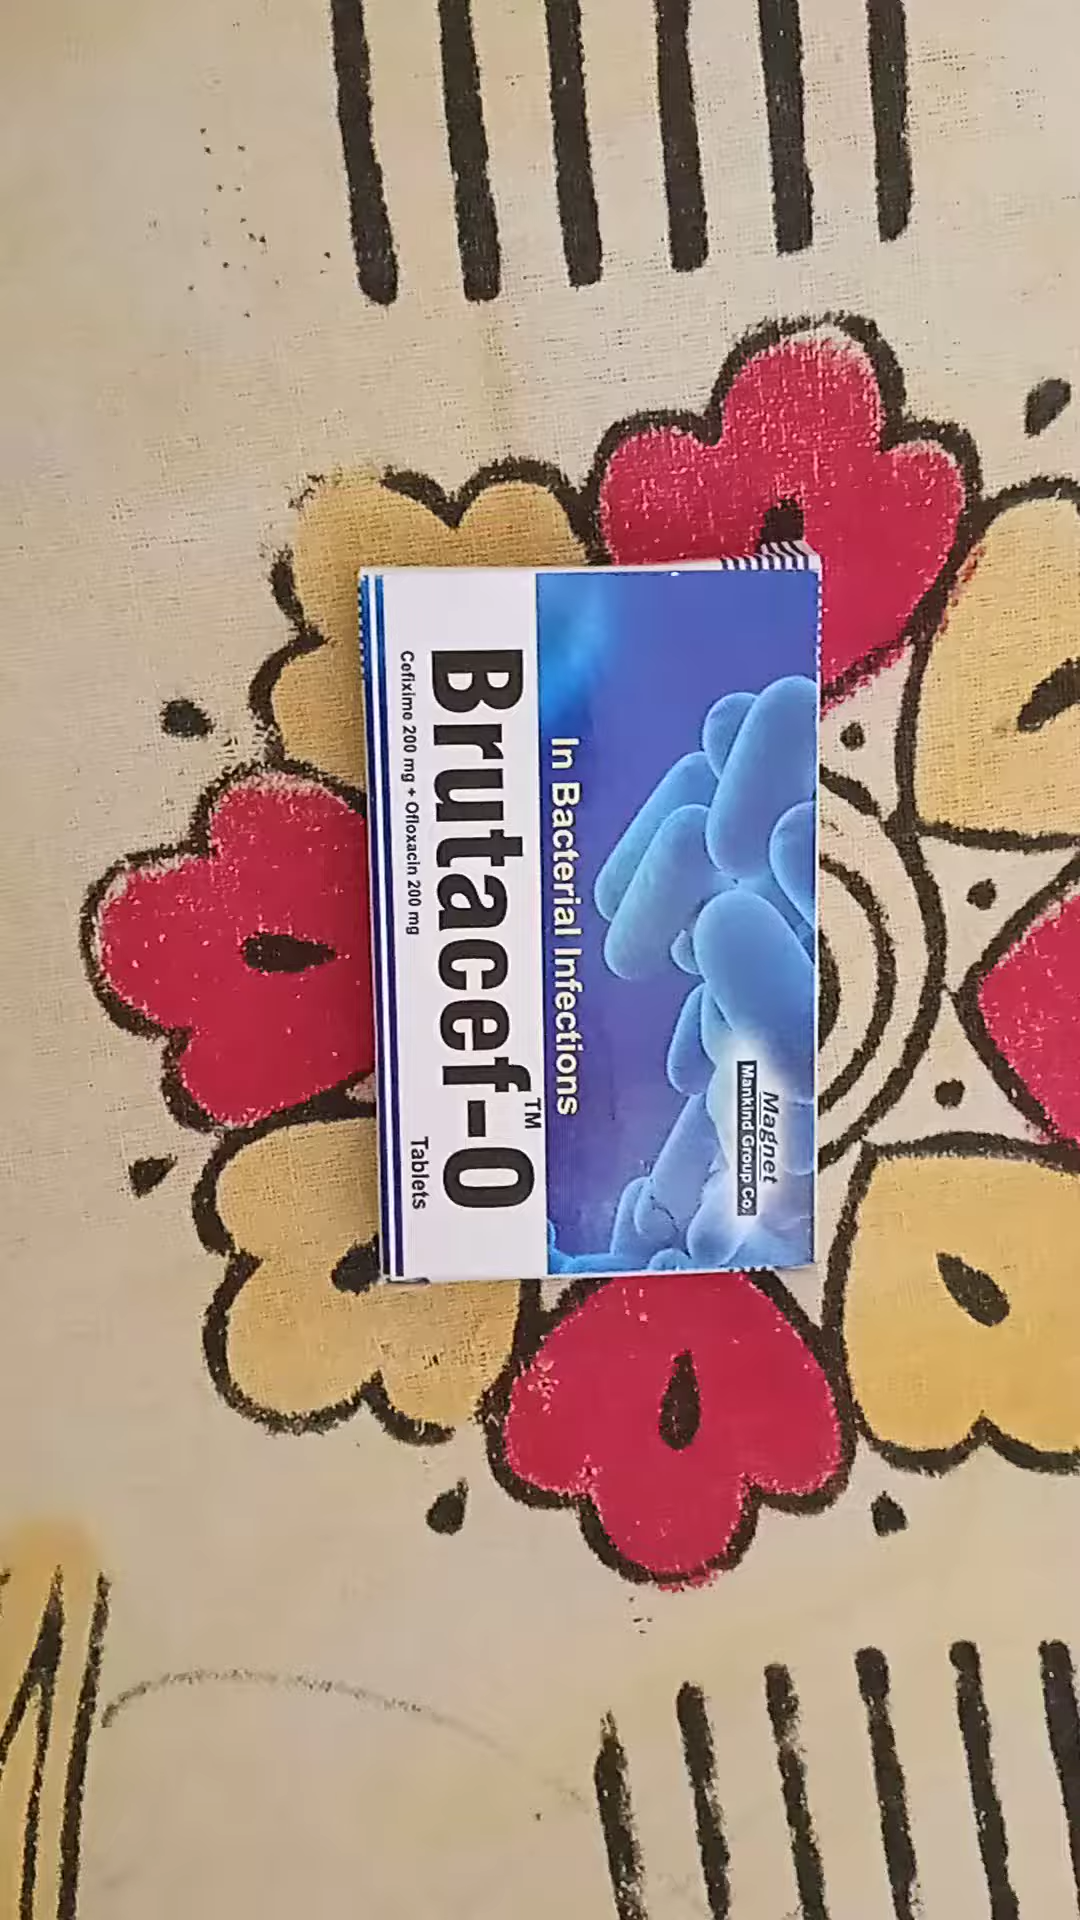 Magnet
Mankind Group Co.
In Bacterial Infections
Brutacef-O™
Cefixime 200 mg + Ofloxacin 200 mg
Tablets